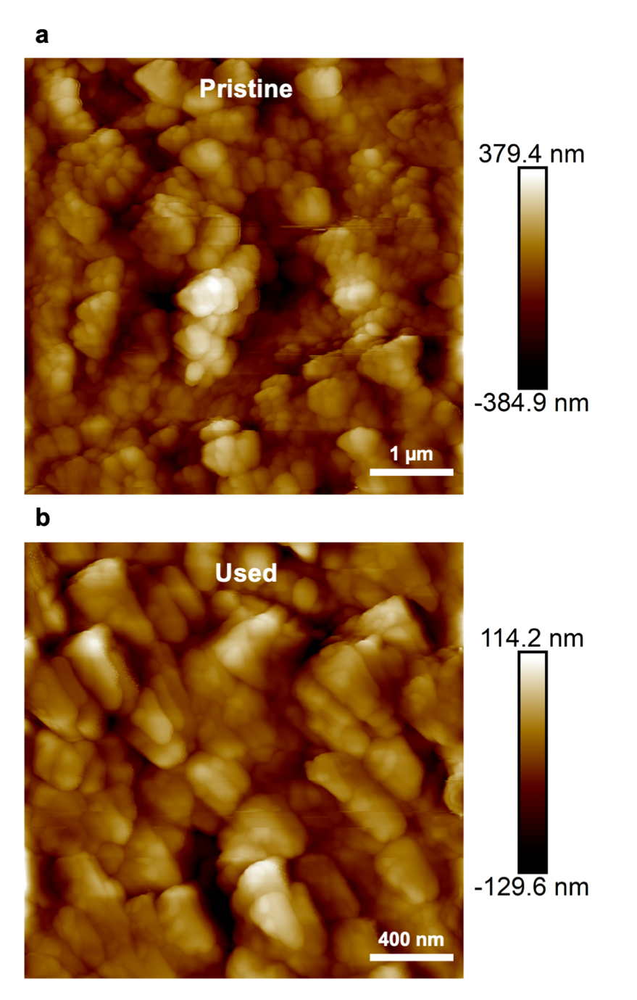 a
Pristine
379.4 nm
-384.9 nm
1 µm
b
Used
114.2 nm
-129.6 nm
400 nm